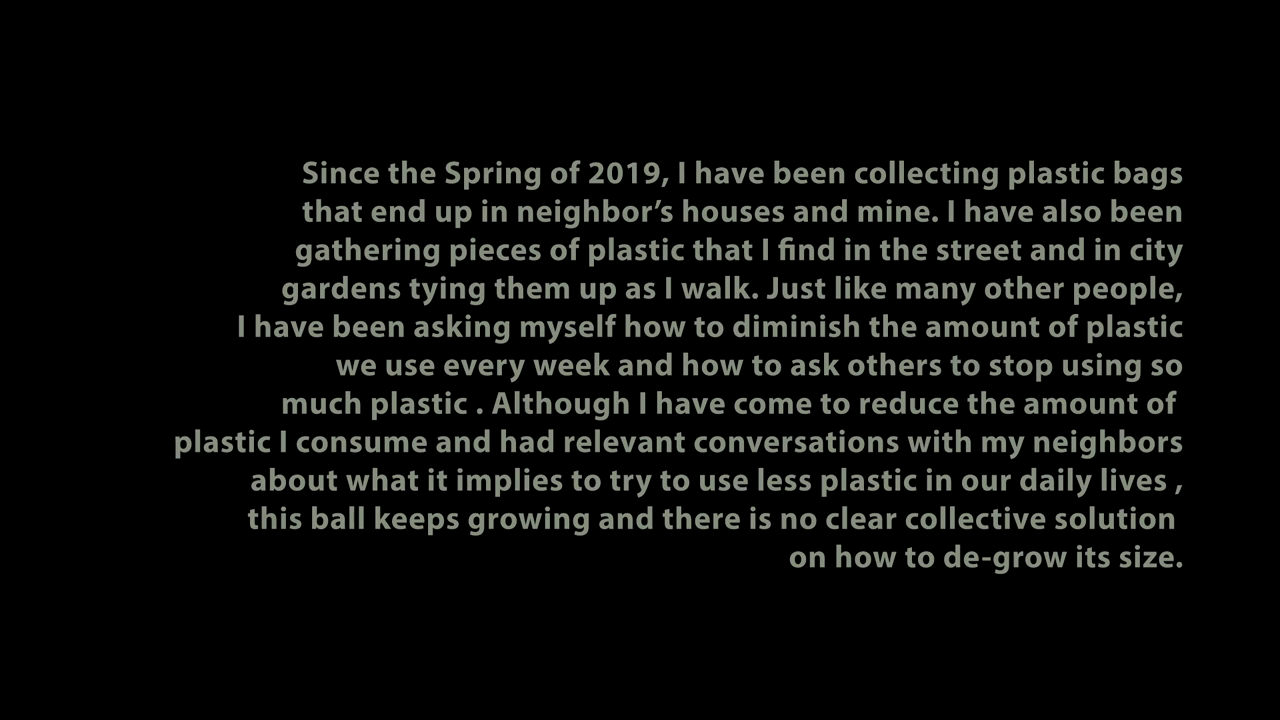 Since the Spring of 2019, I have been collecting plastic bags
that end up in neighbor’s houses and mine. I have also been
gathering pieces of plastic that I find in the street and in city
gardens tying them up as I walk. Just like many other people,
I have been asking myself how to diminish the amount of plastic
we use every week and how to ask others to stop using so
much plastic . Although I have come to reduce the amount of
plastic I consume and had relevant conversations with my neighbors
about what it implies to try to use less plastic in our daily lives ,
this ball keeps growing and there is no clear collective solution
on how to de-grow its size.